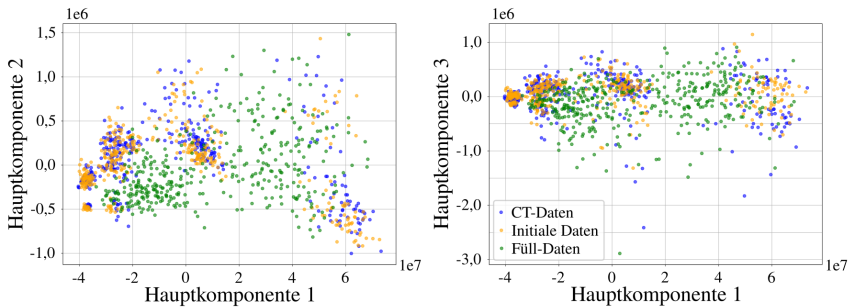 1e6
1,5
1,0
0,5
0,0
-0,5
-1,0
Hauptkomponente 2
-4 -2 0 2 4 6
1e7
Hauptkomponente 1
1e6
1,0
0,0
-1,0
-2,0
-3,0
Hauptkomponente 3
CT-Daten
Initiale Daten
Füll-Daten
-4 -2 0 2 4 6
1e7
Hauptkomponente 1